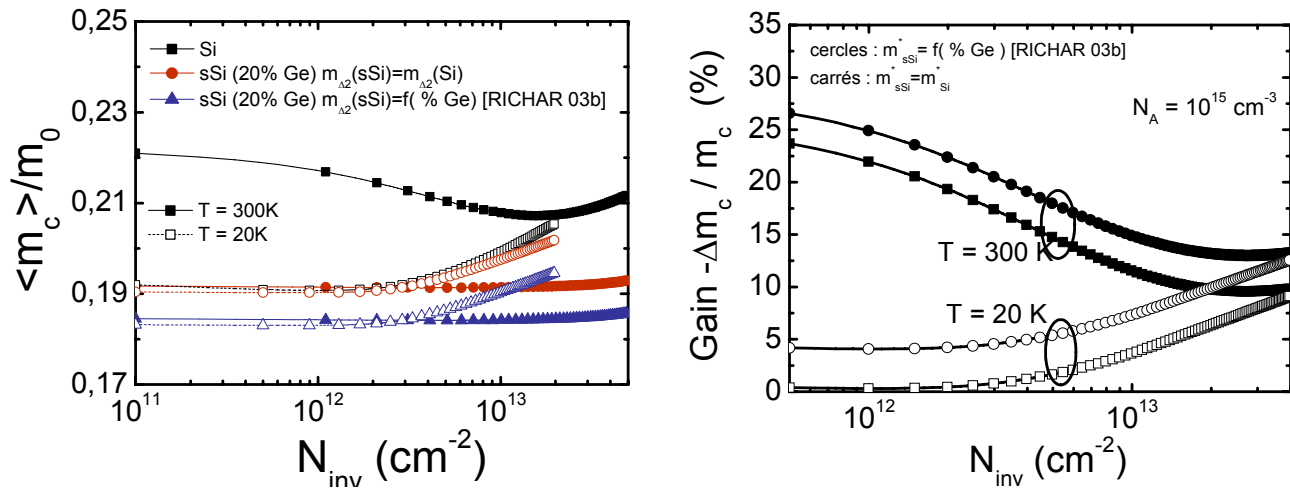 0,25
0,23
0,21
0,19
0,17
<m_c>/m_0
Si
sSi (20% Ge) m_Δ2(sSi)=m_Δ2(Si)
sSi (20% Ge) m_Δ2(sSi)=f( % Ge) [RICHAR 03b]
T = 300K
T = 20K
10^11
10^12
10^13
N_inv (cm^-2)
35
30
25
20
15
10
5
0
Gain -Δm_c / m_c (%)
cercles : m*_sSi= f( % Ge ) [RICHAR 03b]
carrés : m*_sSi=m*_Si
N_A = 10^15 cm^-3
T = 300 K
T = 20 K
10^12
10^13
N_inv (cm^-2)